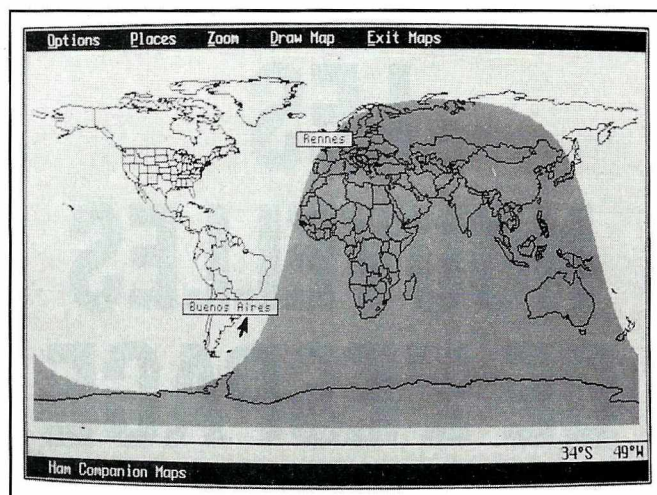 Options Places Zoom Draw Map Exit Maps
Rennes
Buenos Aires
34°S 49°W
Ham Companion Maps